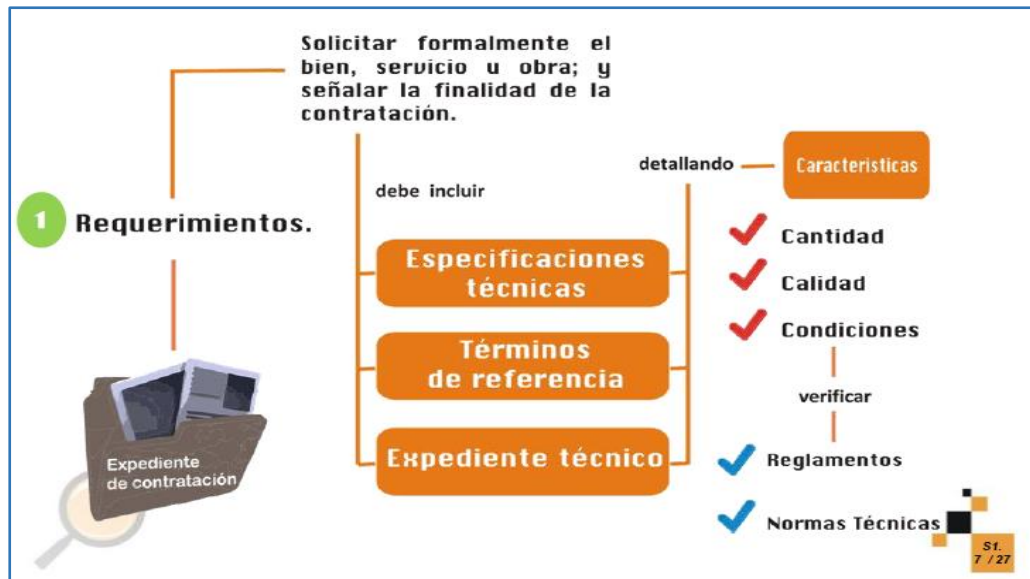 Solicitar formalmente el
bien, servicio u obra; y
señalar la finalidad de la
contratación.
1 Requerimientos.
debe incluir
Especificaciones
técnicas
Términos
de referencia
Expediente técnico
detallando
Caracteristicas
Cantidad
Calidad
Condiciones
verificar
Reglamentos
Normas Técnicas
Expediente
de contratación
S1.
7 / 27